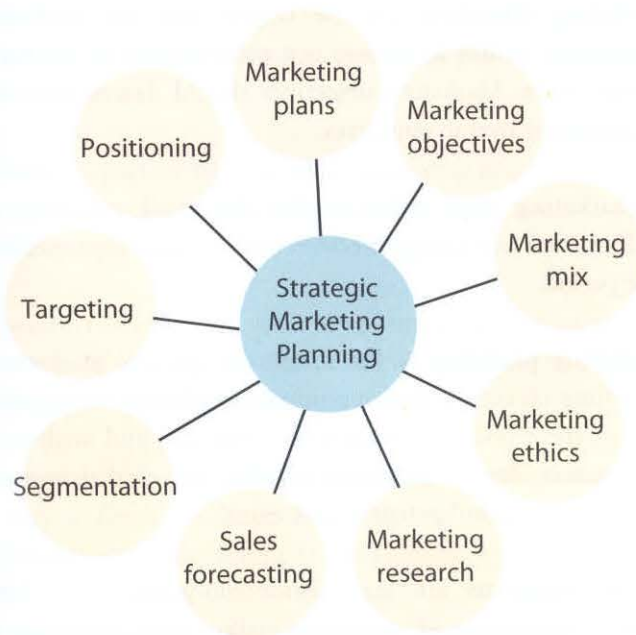 Marketing
plans
Marketing
objectives
Marketing
mix
Marketing
ethics
Marketing
research
Sales
forecasting
Segmentation
Targeting
Positioning
Strategic
Marketing
Planning